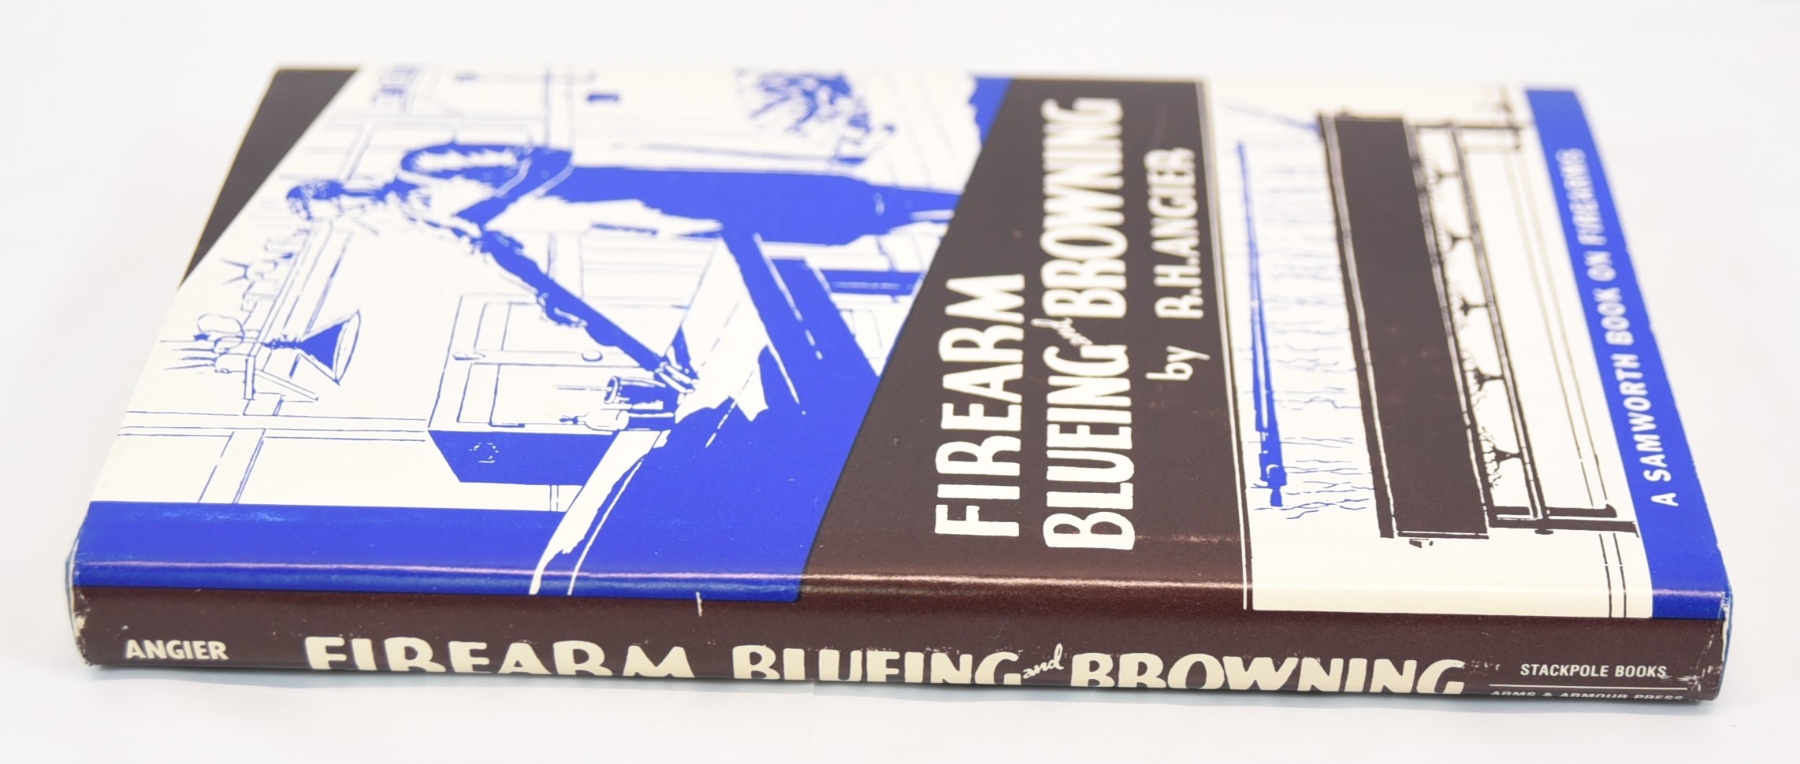 FIREARM
BLUEING and BROWNING
by R.H.ANGIER
A SAMWORTH BOOK ON FIREARMS
ANGIER
FIREARM BLUEING and BROWNING
STACKPOLE BOOKS
ARMS & ARMOUR PRESS